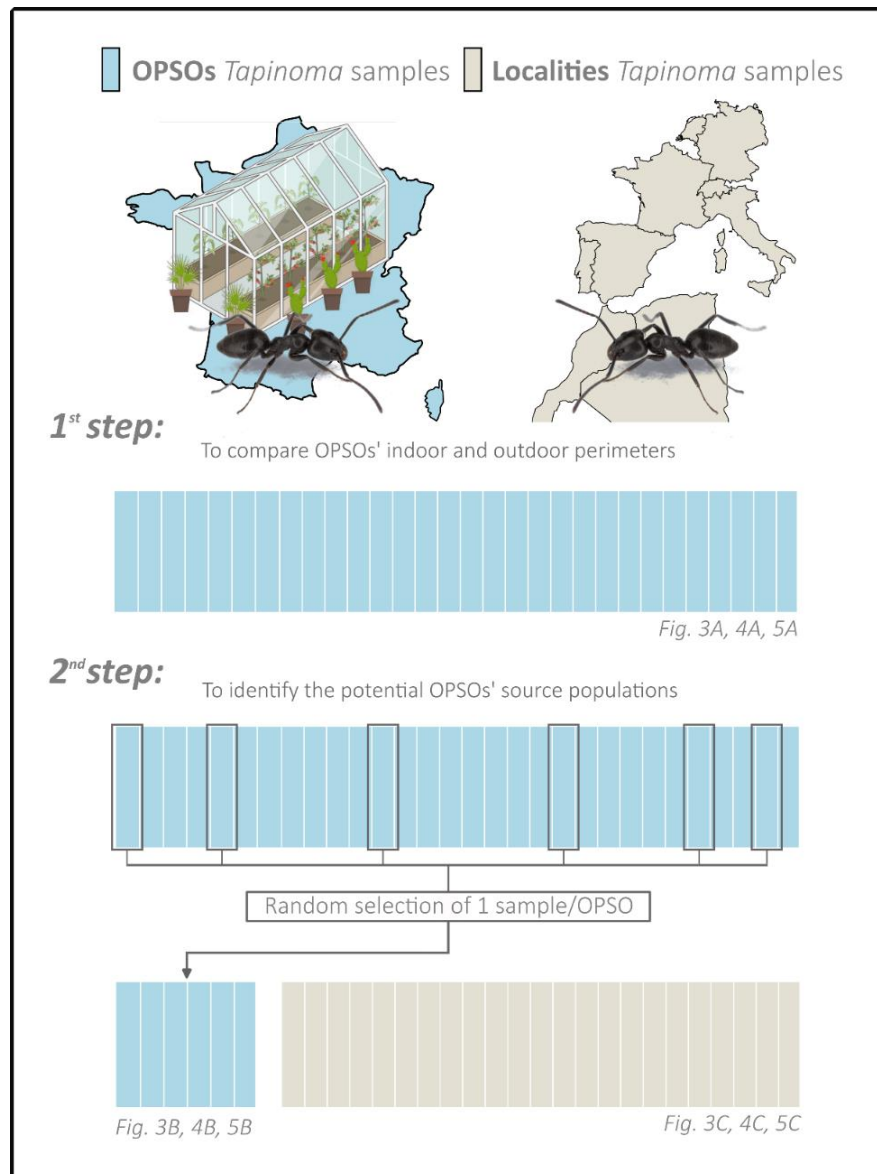 OPSOs Tapinoma samples
Localities Tapinoma samples
1st step:
To compare OPSOs' indoor and outdoor perimeters
Fig. 3A, 4A, 5A
2nd step:
To identify the potential OPSOs' source populations
Random selection of 1 sample/OPSO
Fig. 3B, 4B, 5B
Fig. 3C, 4C, 5C